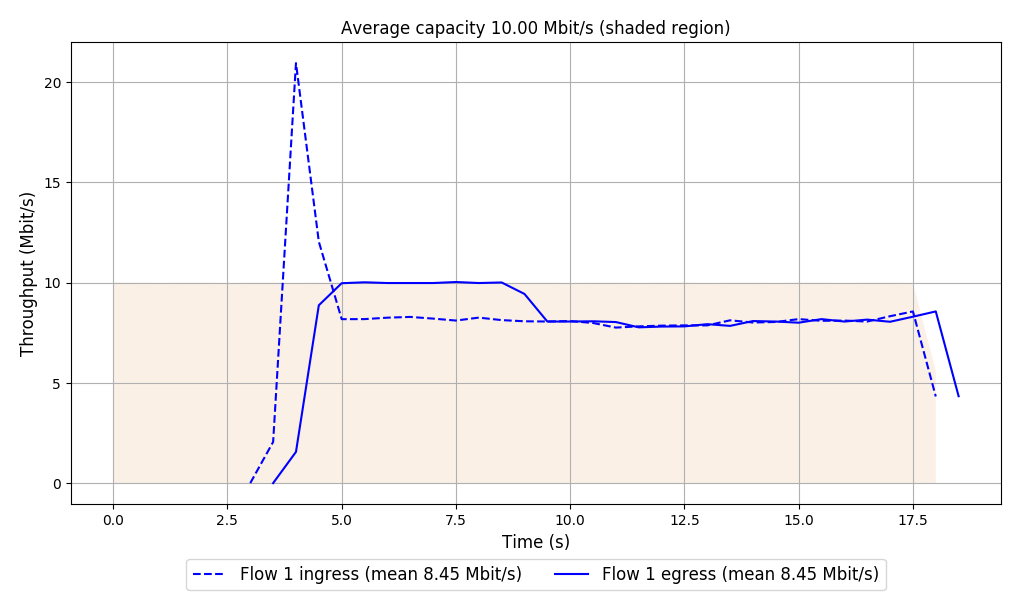 Average capacity 10.00 Mbit/s (shaded region)
Throughput (Mbit/s)
20
15
10
5
0
0.0 2.5 5.0 7.5 10.0 12.5 15.0 17.5
Time (s)
Flow 1 ingress (mean 8.45 Mbit/s) Flow 1 egress (mean 8.45 Mbit/s)